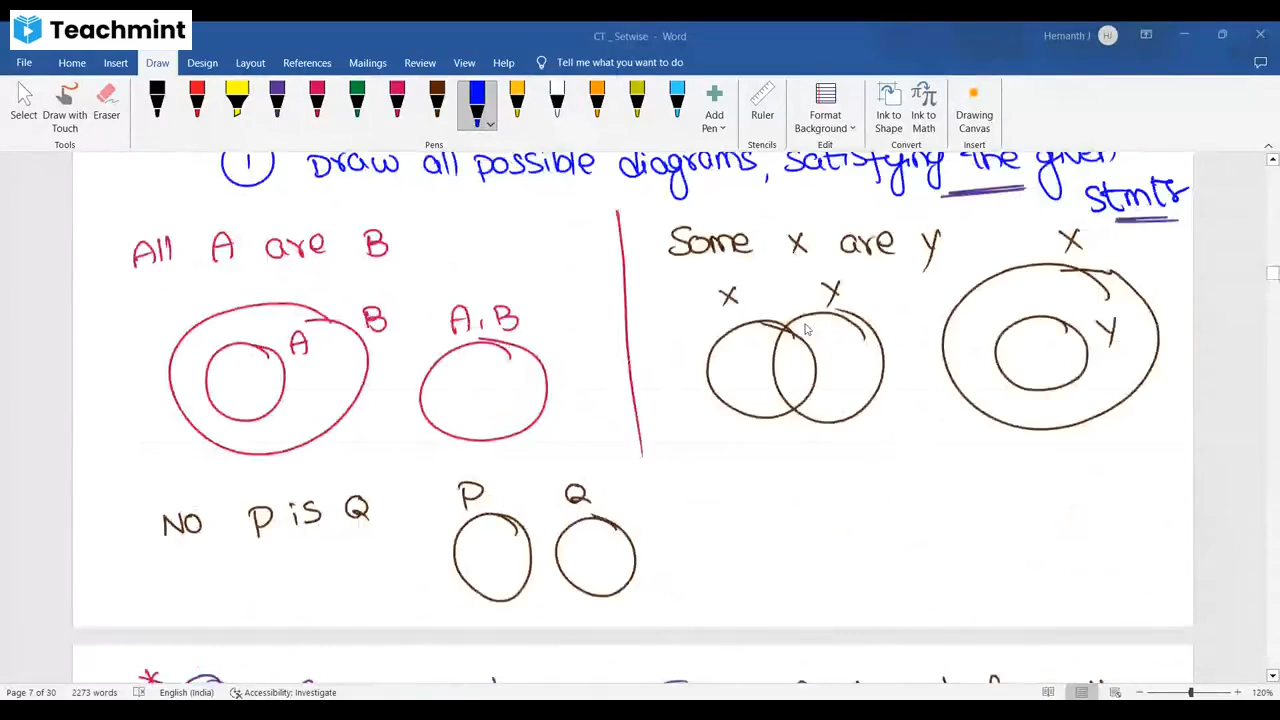 Teachmint
CT _ Setwise - Word
Hemanth J
HJ
File Home Insert Draw Design Layout References Mailings Review View Help Tell me what you want to do
Select
Draw with Touch
Eraser
Add Pen
Ruler
Format Background
Ink to Shape
Ink to Math
Drawing Canvas
Tools
Pens
Stencils
Edit
Convert
Insert
① Draw all possible diagrams, satisfying the given
stmts
All A are B
Some x are y
X
A
B
A, B
X
Y
Y
NO P is Q
P
Q
Page 7 of 30 2273 words English (India) Accessibility: Investigate
120%